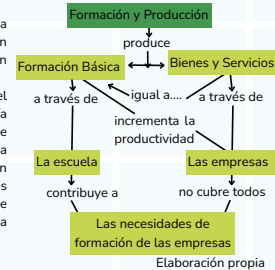 Formación y Producción
produce
Formación Básica
Bienes y Servicios
a través de
igual a....
a través de
incrementa la
productividad
La escuela
Las empresas
contribuye a
no cubre todos
Las necesidades de
formación de las empresas
Elaboración propia